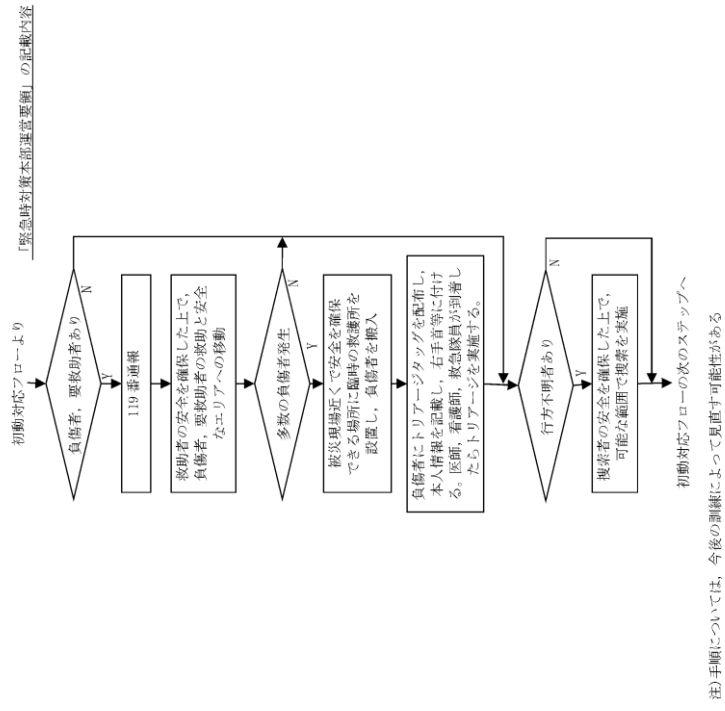 「緊急時対策本部運営要領」の記載内容
初動対応フローより
負傷者，要救助者あり
N
Y
119 番通報
救助者の安全を確保した上で，
負傷者，要救助者の救助と安全
なエリアへの移動
多数の負傷者発生
N
Y
被災現場近くで安全を確保
できる場所に臨時の救護所を
設置し，負傷者を搬入
負傷者にトリアージタッグを配布し，
本人情報を記載し，右手首等に付け
る。医師，看護師，救急隊員が到着し
たらトリアージを実施する。
行方不明者あり
N
Y
捜索者の安全を確保した上で，
可能な範囲で捜索を実施
初動対応フローの次のステップへ
注)手順については，今後の訓練によって見直す可能性がある